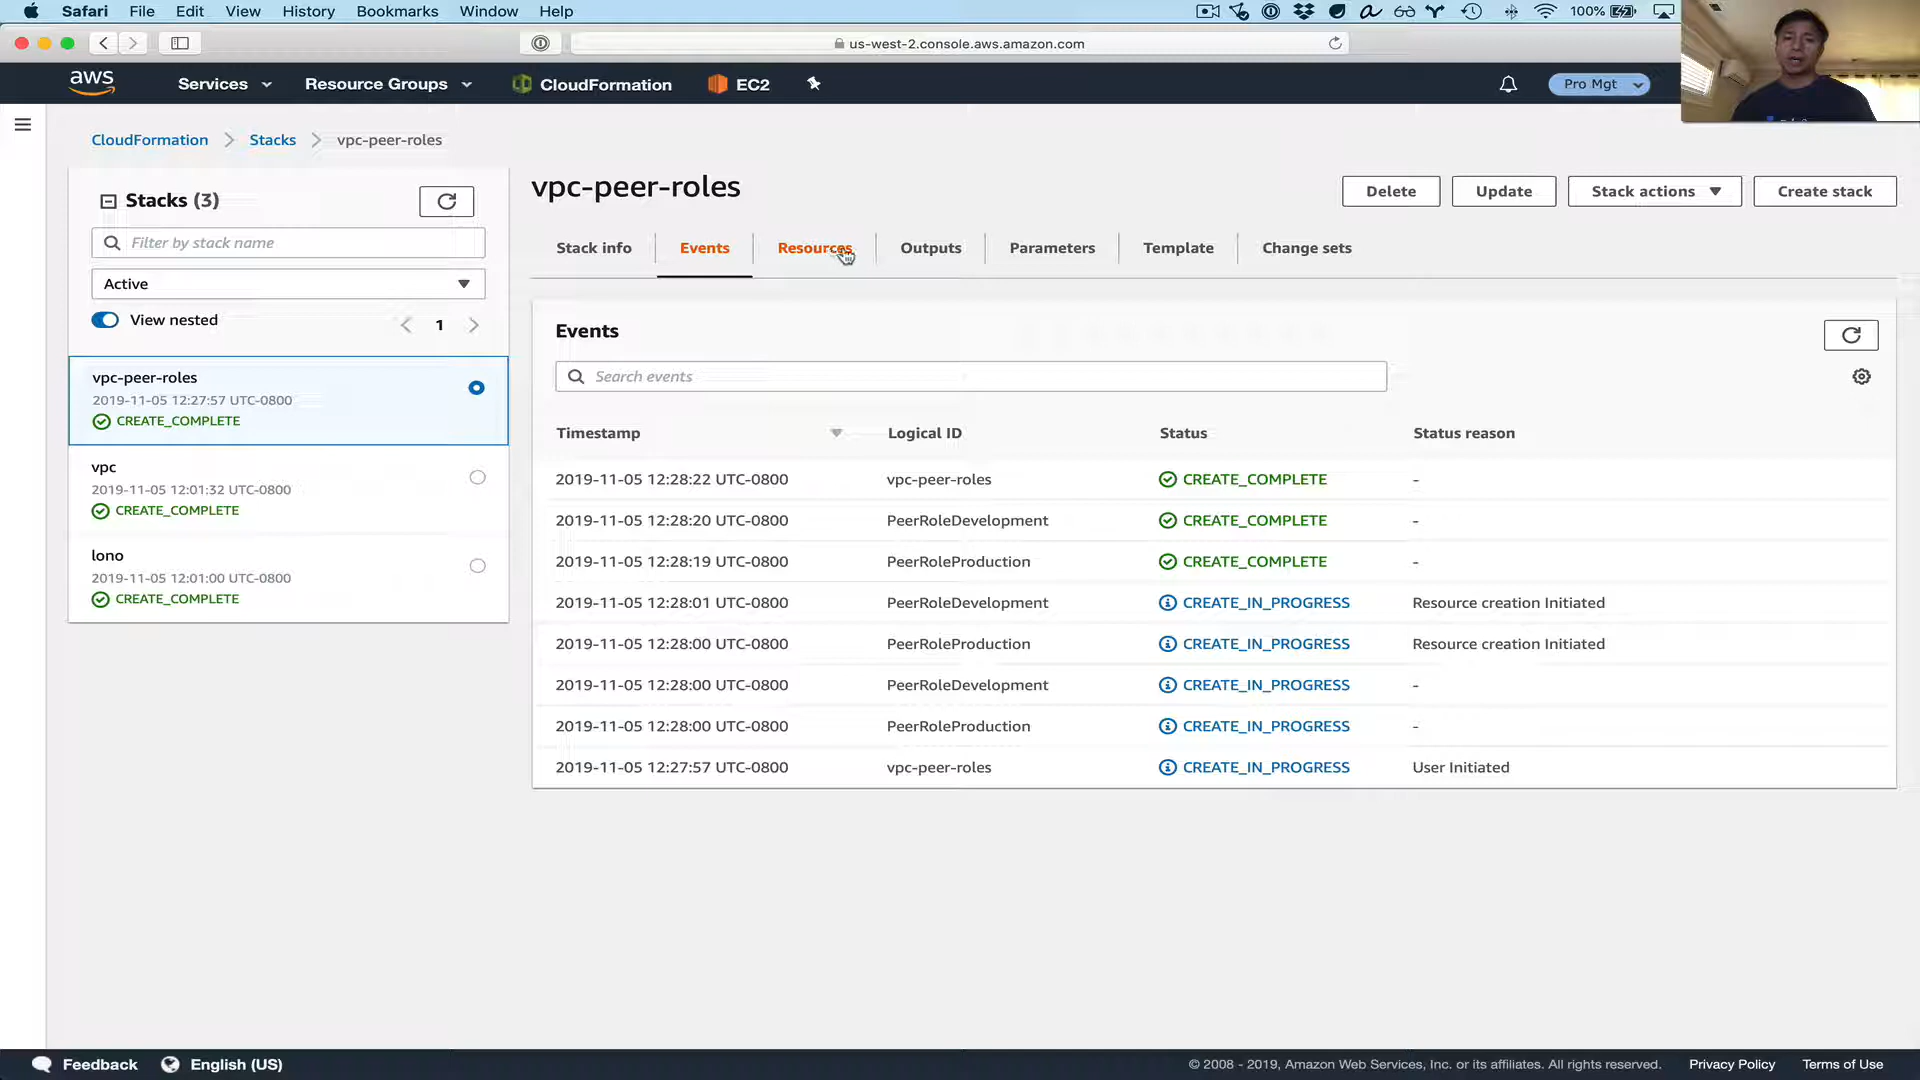 Safari File Edit View History Bookmarks Window Help 100%
us-west-2.console.aws.amazon.com
aws Services Resource Groups CloudFormation EC2 Pro Mgt
CloudFormation Stacks vpc-peer-roles
Stacks (3)
Filter by stack name
Active
View nested 1
vpc-peer-roles
2019-11-05 12:27:57 UTC-0800
CREATE_COMPLETE
vpc
2019-11-05 12:01:32 UTC-0800
CREATE_COMPLETE
lono
2019-11-05 12:01:00 UTC-0800
CREATE_COMPLETE
vpc-peer-roles
Delete Update Stack actions Create stack
Stack info Events Resources Outputs Parameters Template Change sets
Events
Search events
Timestamp Logical ID Status Status reason
2019-11-05 12:28:22 UTC-0800 vpc-peer-roles CREATE_COMPLETE -
2019-11-05 12:28:20 UTC-0800 PeerRoleDevelopment CREATE_COMPLETE -
2019-11-05 12:28:19 UTC-0800 PeerRoleProduction CREATE_COMPLETE -
2019-11-05 12:28:01 UTC-0800 PeerRoleDevelopment CREATE_IN_PROGRESS Resource creation Initiated
2019-11-05 12:28:00 UTC-0800 PeerRoleProduction CREATE_IN_PROGRESS Resource creation Initiated
2019-11-05 12:28:00 UTC-0800 PeerRoleDevelopment CREATE_IN_PROGRESS -
2019-11-05 12:28:00 UTC-0800 PeerRoleProduction CREATE_IN_PROGRESS -
2019-11-05 12:27:57 UTC-0800 vpc-peer-roles CREATE_IN_PROGRESS User Initiated
Feedback English (US) © 2008 - 2019, Amazon Web Services, Inc. or its affiliates. All rights reserved. Privacy Policy Terms of Use